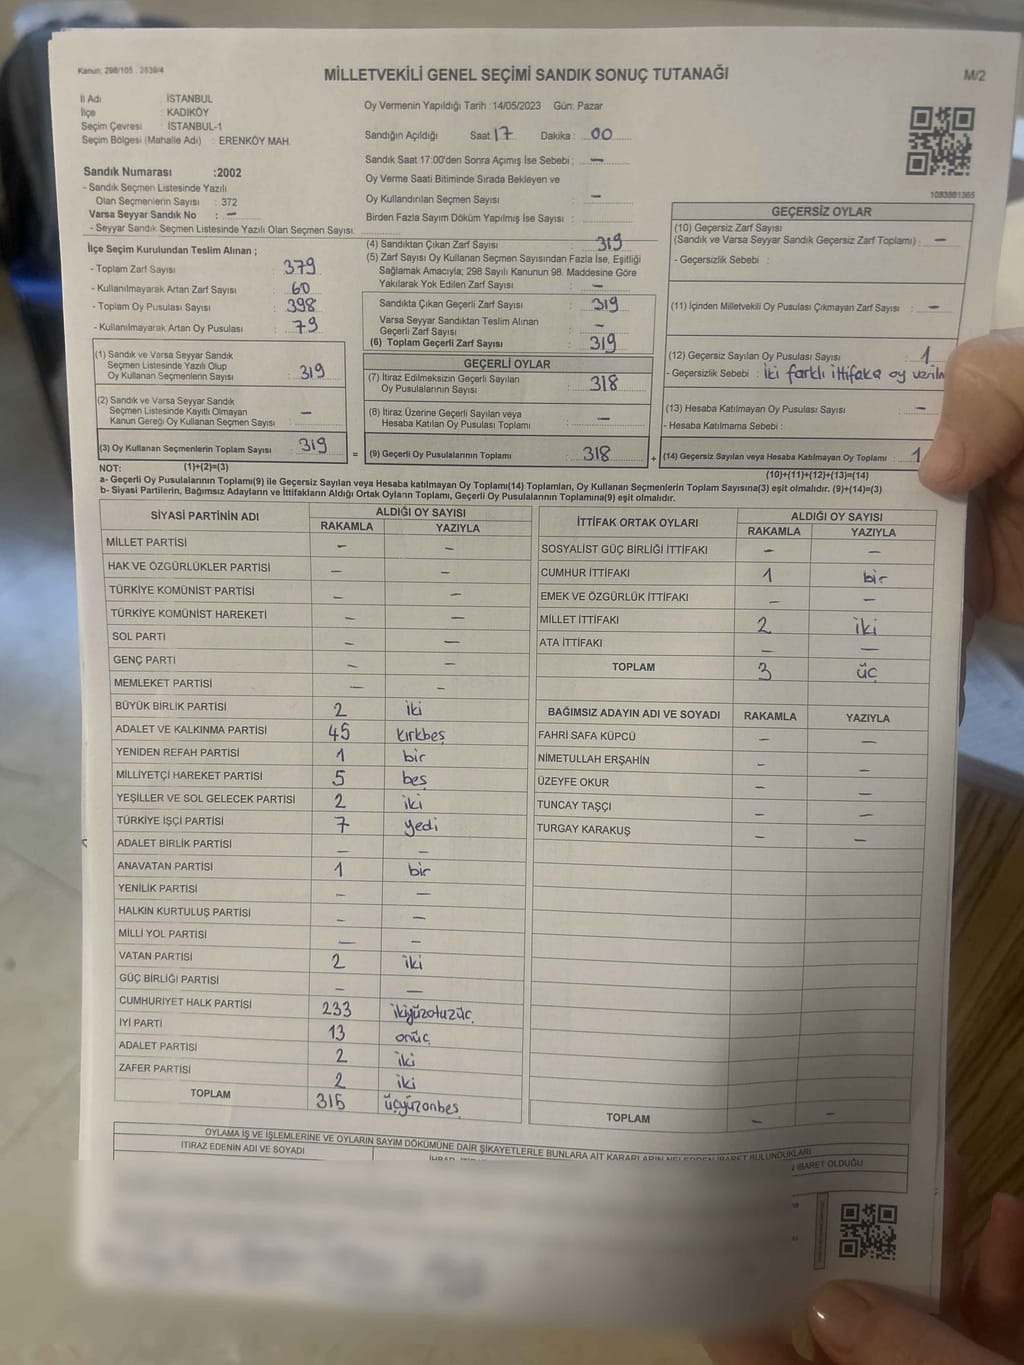 Kanun: 298/105 . 2839/4
MİLLETVEKİLİ GENEL SEÇİMİ SANDIK SONUÇ TUTANAĞI
M/2
İl Adı : İSTANBUL
İlçe : KADIKÖY
Seçim Çevresi : İSTANBUL-1
Seçim Bölgesi (Mahalle Adı) : ERENKÖY MAH.
Oy Vermenin Yapıldığı Tarih :14/05/2023 Gün: Pazar
Sandığın Açıldığı Saat 17 Dakika : 00
Sandık Saat 17:00'den Sonra Açımış İse Sebebi : –
Oy Verme Saati Bitiminde Sırada Bekleyen ve
Oy Kullandırılan Seçmen Sayısı : –
Birden Fazla Sayım Döküm Yapılmış İse Sayısı :
1083881365
Sandık Numarası :2002
- Sandık Seçmen Listesinde Yazılı
Olan Seçmenlerin Sayısı : 372
Varsa Seyyar Sandık No : –
- Seyyar Sandık Seçmen Listesinde Yazılı Olan Seçmen Sayısı:
İlçe Seçim Kurulundan Teslim Alınan ;
- Toplam Zarf Sayısı : 379
- Kullanılmayarak Artan Zarf Sayısı : 60
- Toplam Oy Pusulası Sayısı : 398
- Kullanılmayarak Artan Oy Pusulası : 79
(1) Sandık ve Varsa Seyyar Sandık
Seçmen Listesinde Yazılı Olup
Oy Kullanan Seçmenlerin Sayısı : 319
(2) Sandık ve Varsa Seyyar Sandık
Seçmen Listesinde Kayıtlı Olmayan
Kanun Gereği Oy Kullanan Seçmen Sayısı : –
(3) Oy Kullanan Seçmenlerin Toplam Sayısı : 319
(4) Sandıktan Çıkan Zarf Sayısı : 319
(5) Zarf Sayısı Oy Kullanan Seçmen Sayısından Fazla İse, Eşitliği
Sağlamak Amacıyla; 298 Sayılı Kanunun 98. Maddesine Göre
Yakılarak Yok Edilen Zarf Sayısı : –
Sandıkta Çıkan Geçerli Zarf Sayısı : 319
Varsa Seyyar Sandıktan Teslim Alınan
Geçerli Zarf Sayısı : –
(6) Toplam Geçerli Zarf Sayısı : 319
GEÇERLİ OYLAR
(7) İtiraz Edilmeksizin Geçerli Sayılan
Oy Pusulalarının Sayısı : 318
(8) İtiraz Üzerine Geçerli Sayılan veya
Hesaba Katılan Oy Pusulası Toplamı : –
= (9) Geçerli Oy Pusulalarının Toplamı : 318
GEÇERSİZ OYLAR
(10) Geçersiz Zarf Sayısı
(Sandık ve Varsa Seyyar Sandık Geçersiz Zarf Toplamı) : –
- Geçersizlik Sebebi :
(11) İçinden Milletvekili Oy Pusulası Çıkmayan Zarf Sayısı : –
(12) Geçersiz Sayılan Oy Pusulası Sayısı : 1
- Geçersizlik Sebebi : iki farklı ittifaka oy
(13) Hesaba Katılmayan Oy Pusulası Sayısı : –
- Hesaba Katılmama Sebebi :
+ (14) Geçersiz Sayılan veya Hesaba Katılmayan Oy Toplamı : 1
NOT: (1)+(2)=(3)
(10)+(11)+(12)+(13)=(14)
a- Geçerli Oy Pusulalarının Toplamı(9) ile Geçersiz Sayılan veya Hesaba Katılmayan Oy Toplamı(14) Toplamları, Oy Kullanan Seçmenlerin Toplam Sayısına(3) eşit olmalıdır. (9)+(14)=(3)
b- Siyasi Partilerin, Bağımsız Adayların ve İttifakların Aldığı Ortak Oyların Toplamı, Geçerli Oy Pusulalarının Toplamına(9) eşit olmalıdır.
SİYASİ PARTİNİN ADI ALDIĞI OY SAYISI
RAKAMLA YAZIYLA
MİLLET PARTİSİ – –
HAK VE ÖZGÜRLÜKLER PARTİSİ – –
TÜRKİYE KOMÜNİST PARTİSİ – –
TÜRKİYE KOMÜNİST HAREKETİ – –
SOL PARTİ – –
GENÇ PARTİ – –
MEMLEKET PARTİSİ – –
BÜYÜK BİRLİK PARTİSİ 2 iki
ADALET VE KALKINMA PARTİSİ 45 kırkbeş
YENİDEN REFAH PARTİSİ 1 bir
MİLLİYETÇİ HAREKET PARTİSİ 5 beş
YEŞİLLER VE SOL GELECEK PARTİSİ 2 iki
TÜRKİYE İŞÇİ PARTİSİ 7 yedi
ADALET BİRLİK PARTİSİ – –
ANAVATAN PARTİSİ 1 bir
YENİLİK PARTİSİ – –
HALKIN KURTULUŞ PARTİSİ – –
MİLLİ YOL PARTİSİ – –
VATAN PARTİSİ 2 iki
GÜÇ BİRLİĞİ PARTİSİ – –
CUMHURİYET HALK PARTİSİ 233 ikiyüzotuzüç
İYİ PARTİ 13 onüç
ADALET PARTİSİ 2 iki
ZAFER PARTİSİ 2 iki
TOPLAM 315 üçyüzonbeş
İTTİFAK ORTAK OYLARI ALDIĞI OY SAYISI
RAKAMLA YAZIYLA
SOSYALİST GÜÇ BİRLİĞİ İTTİFAKI – –
CUMHUR İTTİFAKI 1 bir
EMEK VE ÖZGÜRLÜK İTTİFAKI – –
MİLLET İTTİFAKI 2 iki
ATA İTTİFAKI – –
TOPLAM 3 üç
BAĞIMSIZ ADAYIN ADI VE SOYADI RAKAMLA YAZIYLA
FAHRİ SAFA KÜPCÜ – –
NİMETULLAH ERŞAHİN – –
ÜZEYFE OKUR – –
TUNCAY TAŞÇI – –
TURGAY KARAKUŞ – –
TOPLAM – –
OYLAMA İŞ VE İŞLEMLERİNE VE OYLARIN SAYIM DÖKÜMÜNE DAİR ŞİKAYETLERLE BUNLARA AİT KARARLARIN NELERDEN İBARET BULUNDUKLARI
İTİRAZ EDENİN ADI VE SOYADI
İBARET OLDUĞU